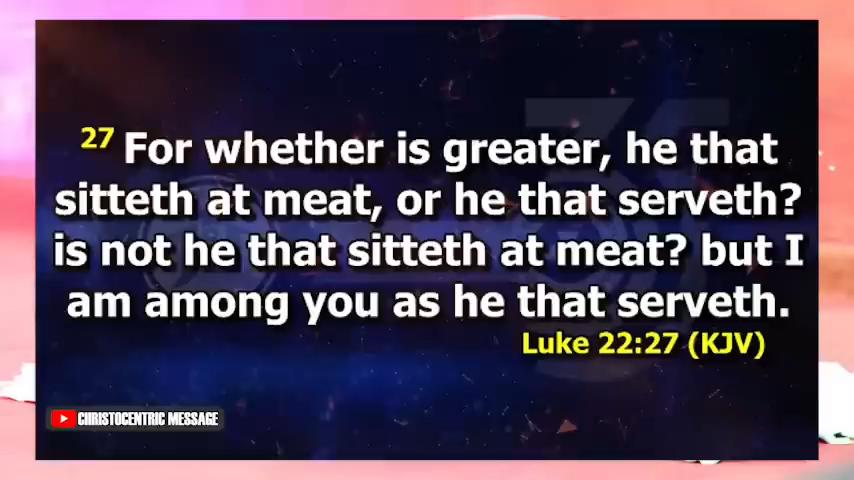 27 For whether is greater, he that
sitteth at meat, or he that serveth?
is not he that sitteth at meat? but I
am among you as he that serveth.
Luke 22:27 (KJV)
CHRISTOCENTRIC MESSAGE